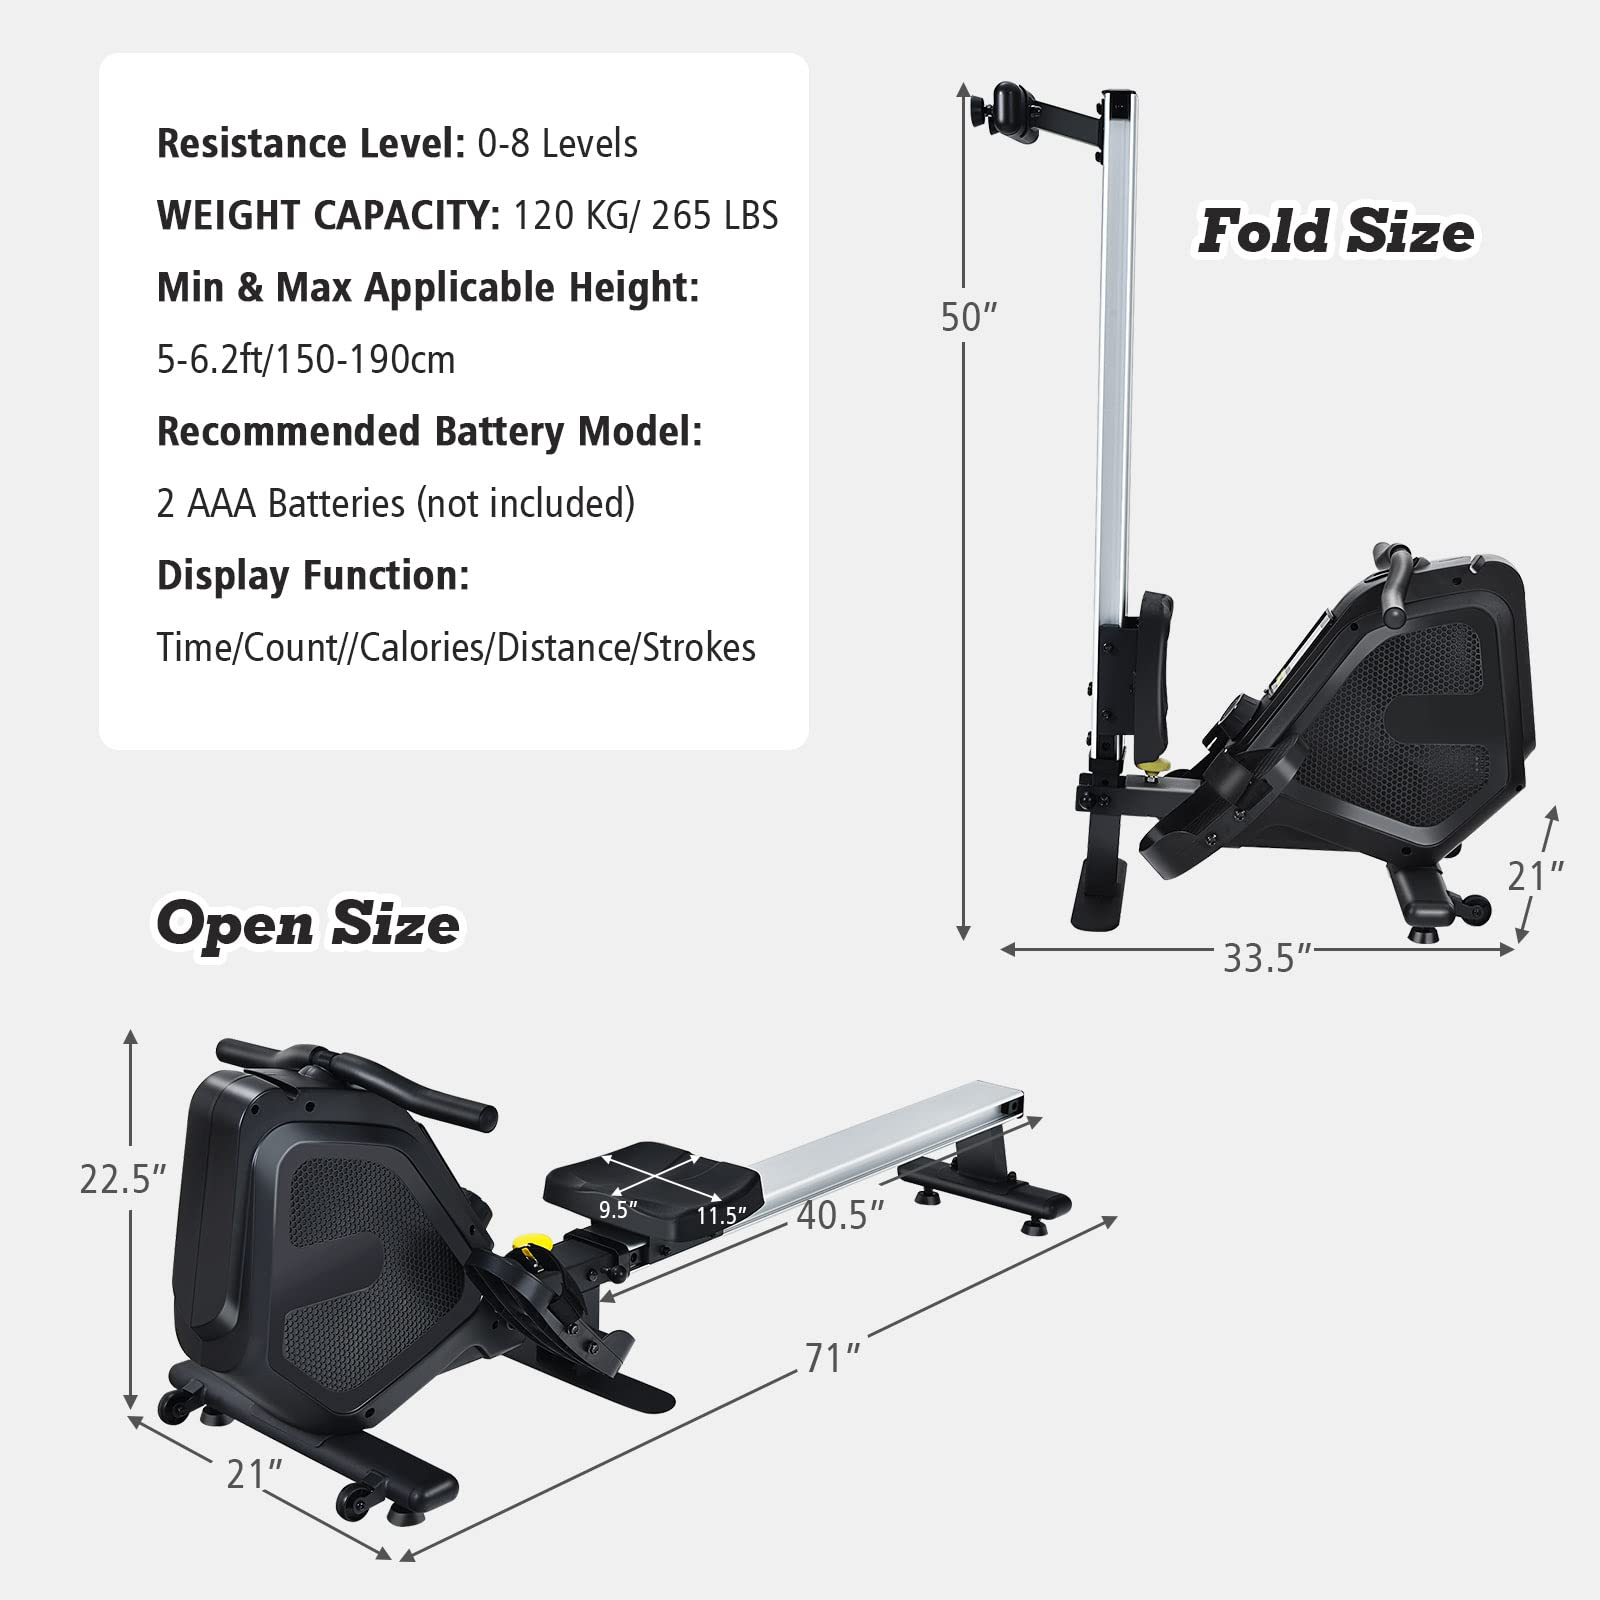 Resistance Level: 0-8 Levels
WEIGHT CAPACITY: 120 KG/ 265 LBS
Min & Max Applicable Height:
5-6.2ft/150-190cm
Recommended Battery Model:
2 AAA Batteries (not included)
Display Function:
Time/Count//Calories/Distance/Strokes
Fold Size
50”
21”
33.5”
Open Size
22.5”
9.5”
11.5”
40.5”
71”
21”